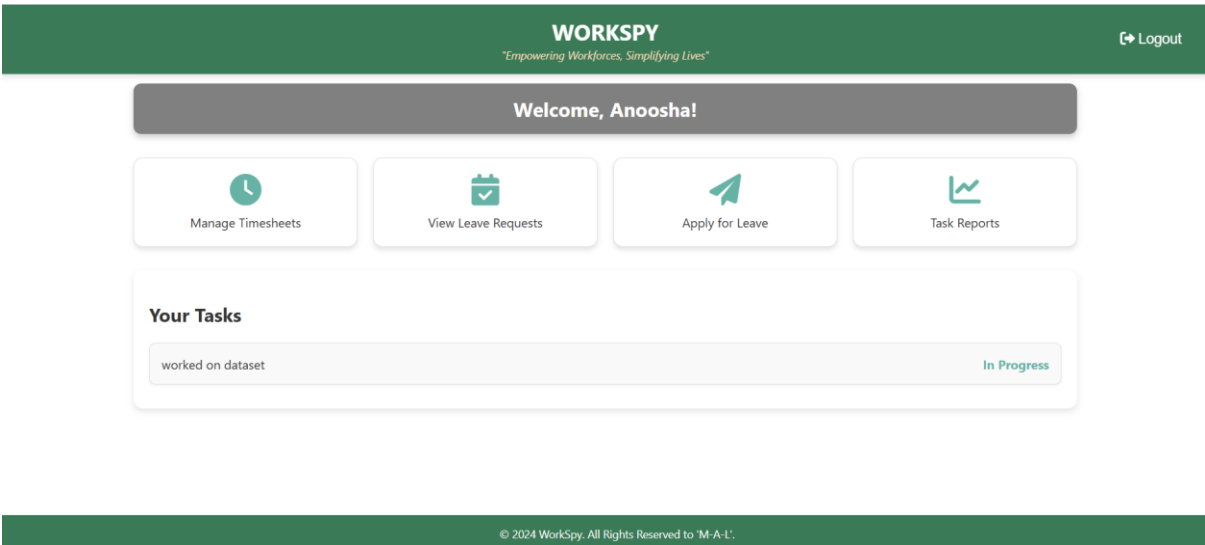 WORKSPY
"Empowering Workforces, Simplifying Lives"
Logout
Welcome, Anoosha!
Manage Timesheets
View Leave Requests
Apply for Leave
Task Reports
Your Tasks
worked on dataset
In Progress
© 2024 WorkSpy. All Rights Reserved to 'M-A-L'.